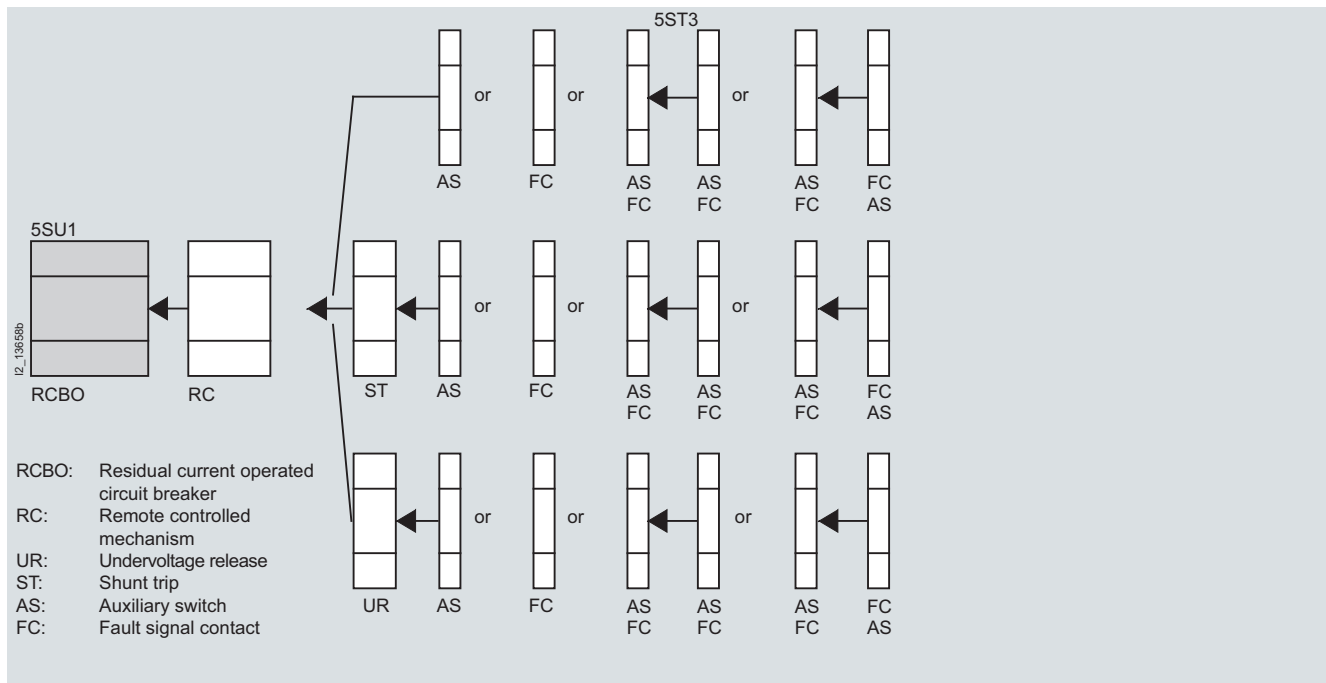 5ST3
or or or
AS FC AS AS AS FC
FC FC FC AS
5SU1
or or or
I2_13658b
RCBO RC ST AS FC AS AS AS FC
FC FC FC AS
RCBO: Residual current operated
circuit breaker
RC: Remote controlled
mechanism
UR: Undervoltage release
ST: Shunt trip
AS: Auxiliary switch
FC: Fault signal contact
or or or
UR AS FC AS AS AS FC
FC FC FC AS